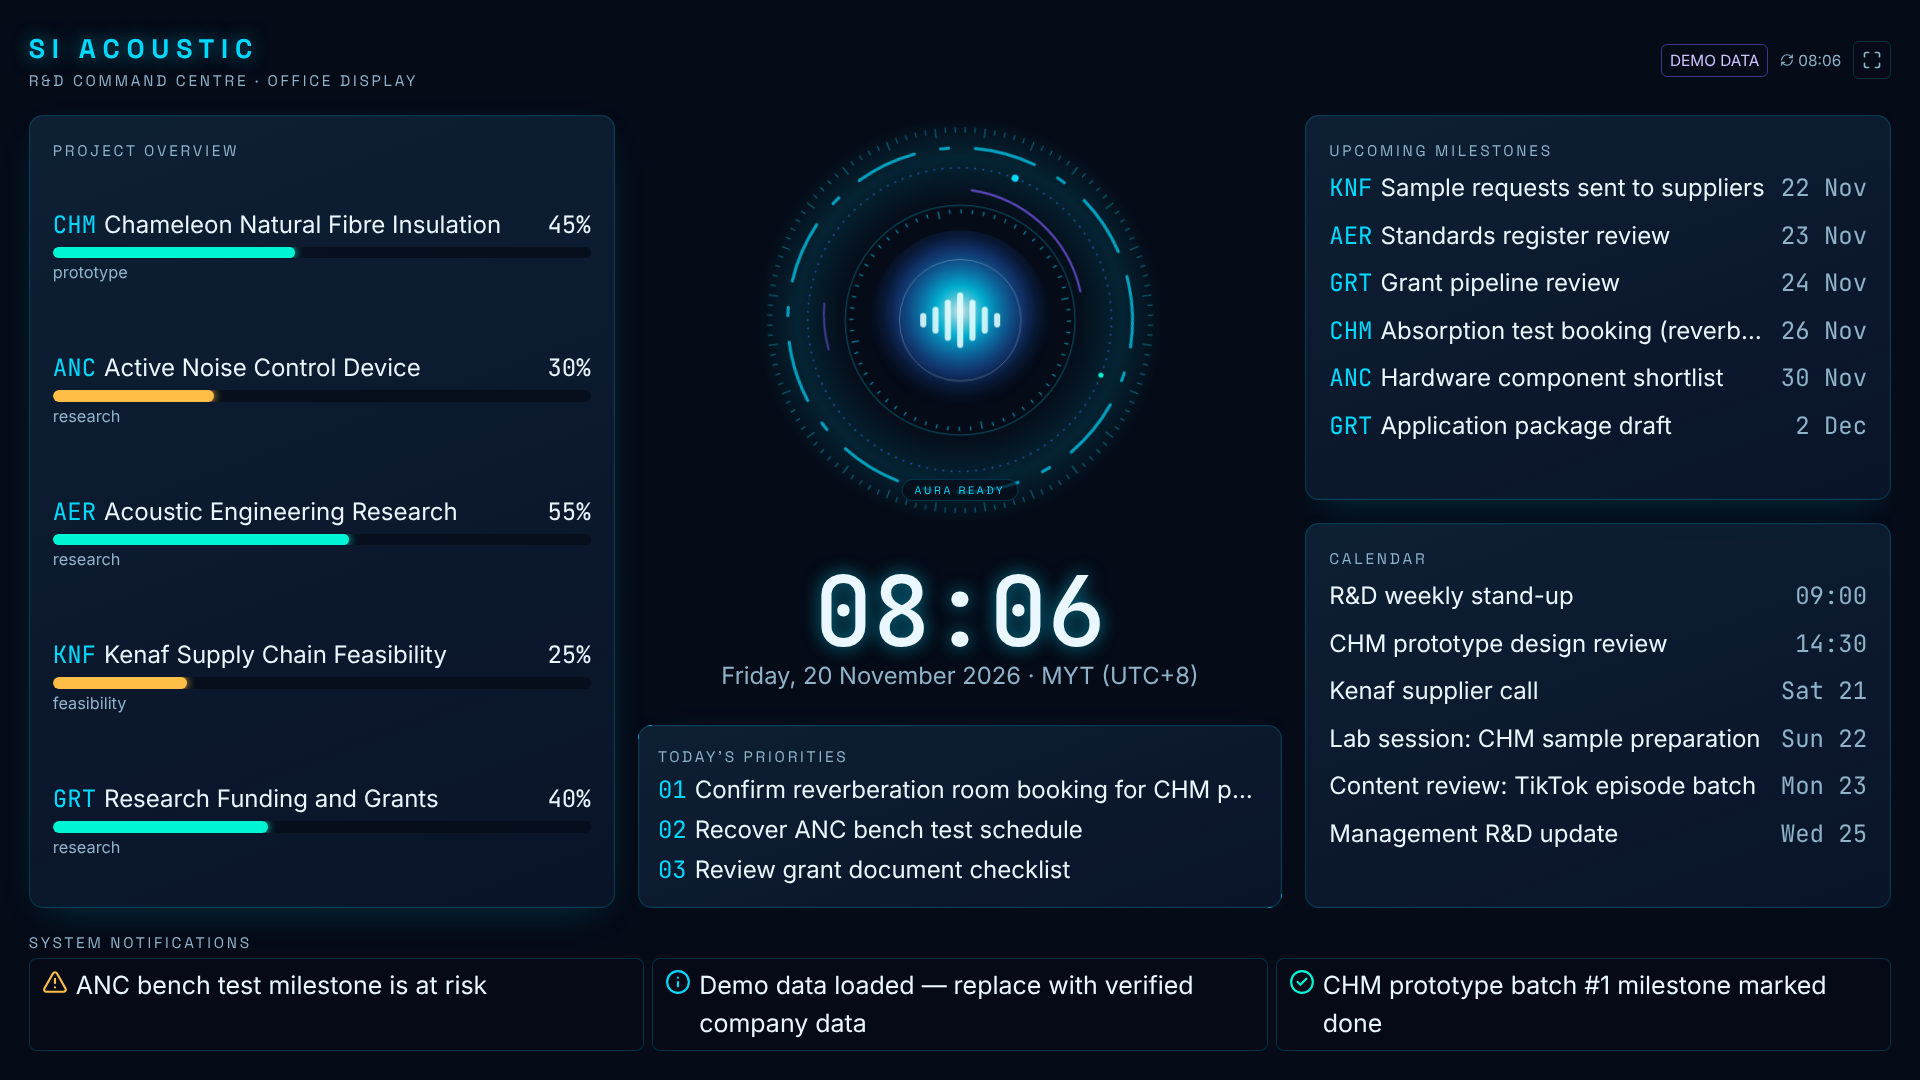 SI ACOUSTIC
R&D COMMAND CENTRE · OFFICE DISPLAY
DEMO DATA
08:06
PROJECT OVERVIEW
CHM Chameleon Natural Fibre Insulation 45%
prototype
ANC Active Noise Control Device 30%
research
AER Acoustic Engineering Research 55%
research
KNF Kenaf Supply Chain Feasibility 25%
feasibility
GRT Research Funding and Grants 40%
research
AURA READY
08:06
Friday, 20 November 2026 · MYT (UTC+8)
TODAY'S PRIORITIES
01 Confirm reverberation room booking for CHM p…
02 Recover ANC bench test schedule
03 Review grant document checklist
UPCOMING MILESTONES
KNF Sample requests sent to suppliers 22 Nov
AER Standards register review 23 Nov
GRT Grant pipeline review 24 Nov
CHM Absorption test booking (reverb… 26 Nov
ANC Hardware component shortlist 30 Nov
GRT Application package draft 2 Dec
CALENDAR
R&D weekly stand-up 09:00
CHM prototype design review 14:30
Kenaf supplier call Sat 21
Lab session: CHM sample preparation Sun 22
Content review: TikTok episode batch Mon 23
Management R&D update Wed 25
SYSTEM NOTIFICATIONS
ANC bench test milestone is at risk
Demo data loaded — replace with verified
company data
CHM prototype batch #1 milestone marked
done